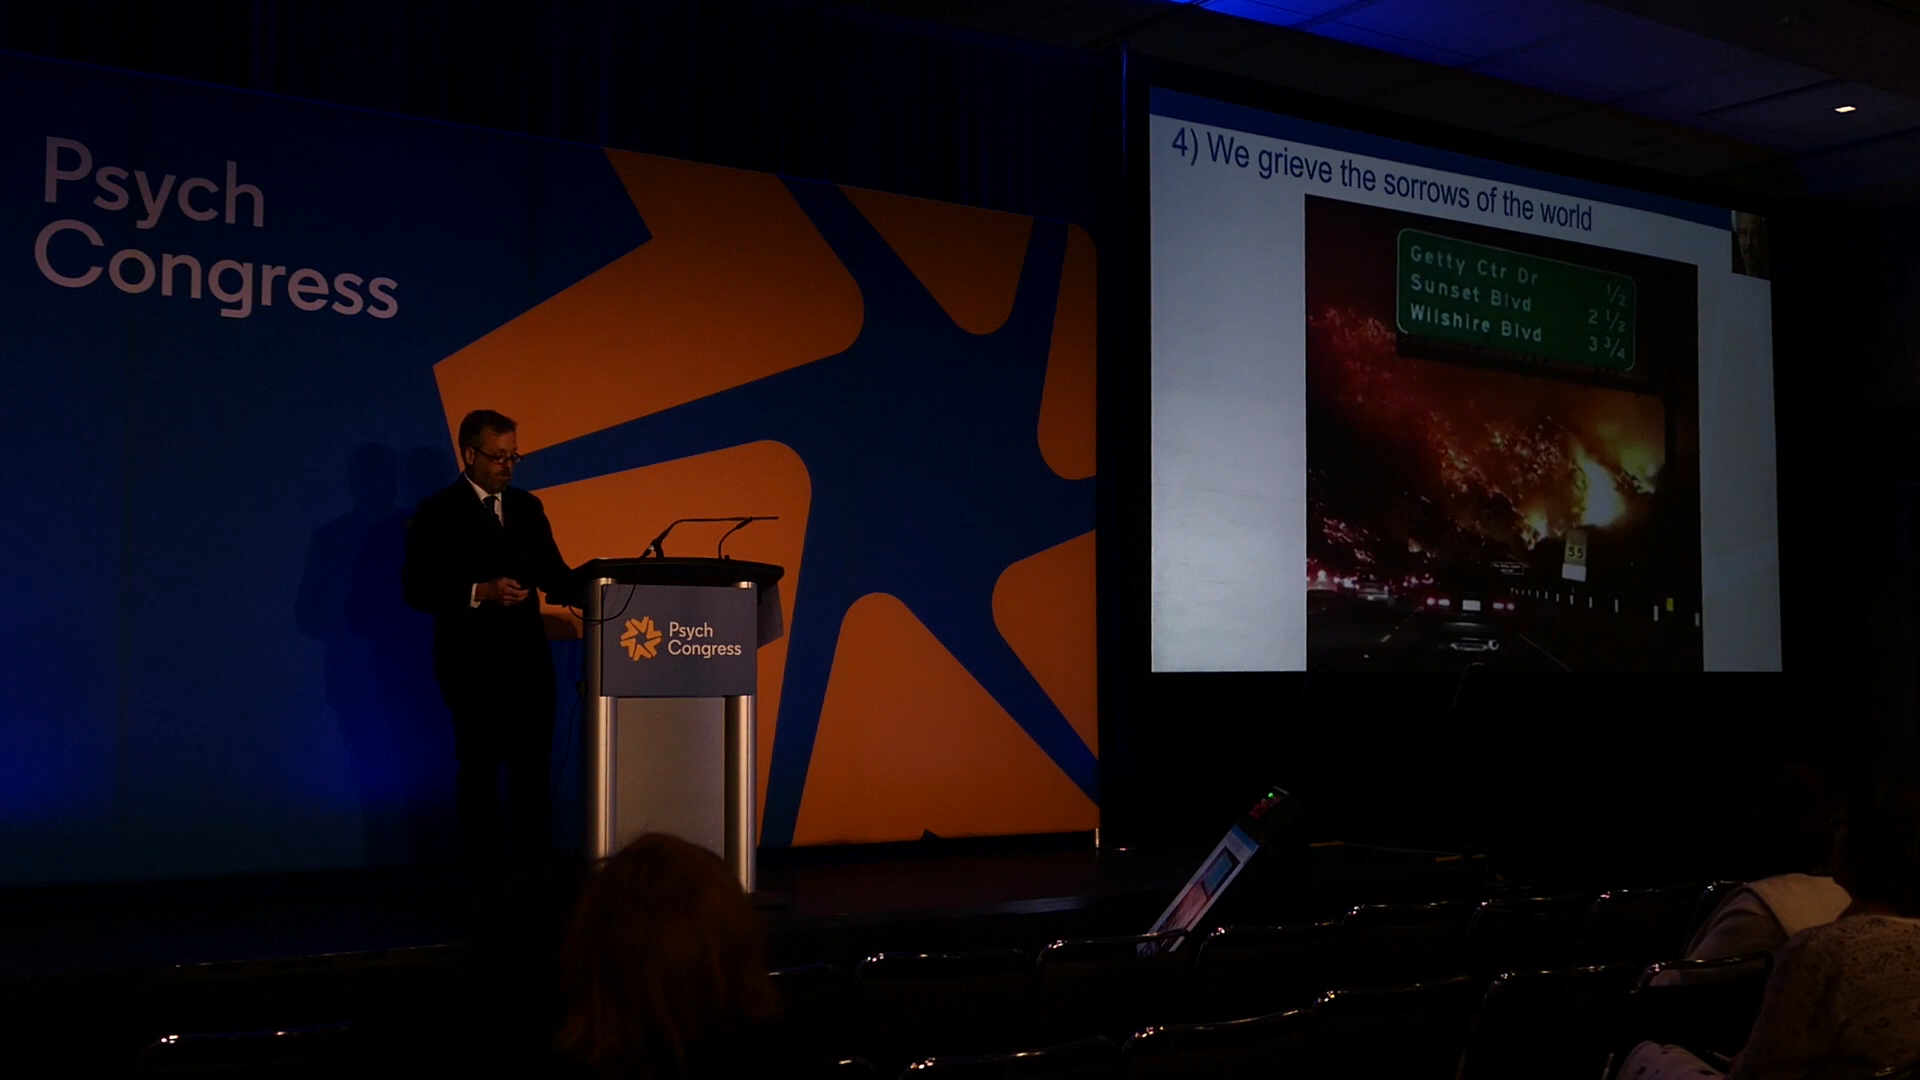 Psych
Congress
4) We grieve the sorrows of the world
Getty Ctr Dr 1/2
Sunset Blvd 2 1/2
Wilshire Blvd 3 3/4
55
Psych
Congress